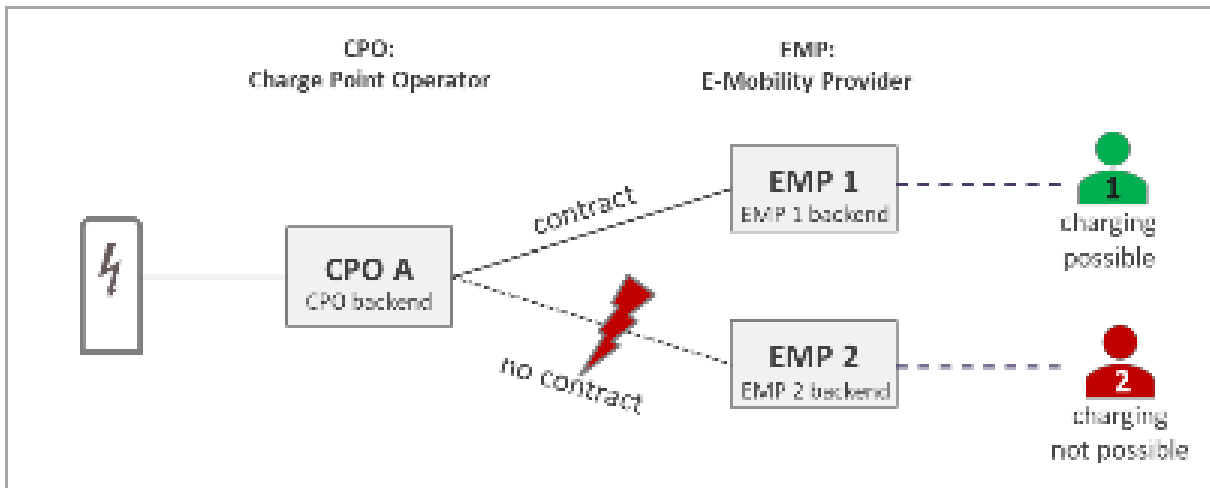 CPO:
Charge Point Operator
EMP:
E-Mobility Provider
EMP 1
EMP 1 backend
1
charging
possible
contract
CPO A
CPO backend
no contract
EMP 2
EMP 2 backend
2
charging
not possible